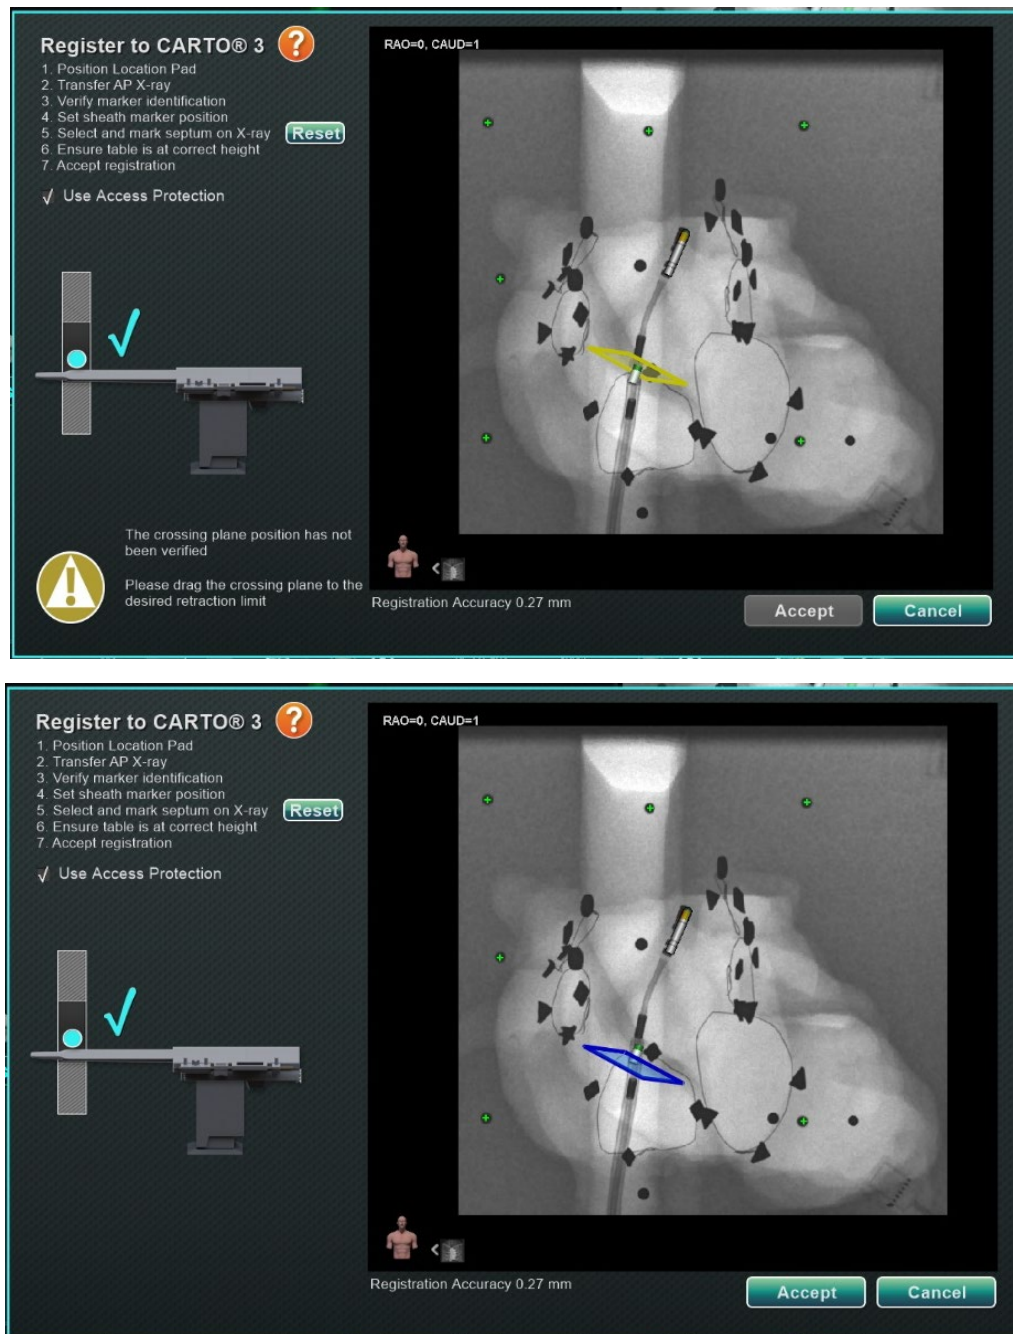 Register to CARTO® 3 ?
RAO=0, CAUD=1
1. Position Location Pad
2. Transfer AP X-ray
3. Verify marker identification
4. Set sheath marker position
5. Select and mark septum on X-ray Reset
6. Ensure table is at correct height
7. Accept registration
Use Access Protection
The crossing plane position has not
been verified
Please drag the crossing plane to the
desired retraction limit
Registration Accuracy 0.27 mm
Accept Cancel
Register to CARTO® 3 ?
RAO=0, CAUD=1
1. Position Location Pad
2. Transfer AP X-ray
3. Verify marker identification
4. Set sheath marker position
5. Select and mark septum on X-ray Reset
6. Ensure table is at correct height
7. Accept registration
Use Access Protection
Registration Accuracy 0.27 mm
Accept Cancel